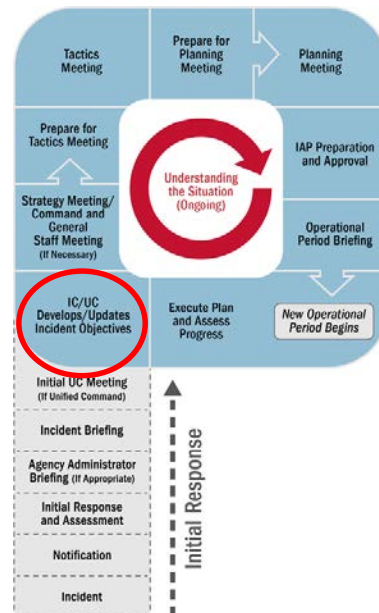 Tactics
Meeting
Prepare for
Planning
Meeting
Planning
Meeting
Prepare for
Tactics Meeting
Understanding
the Situation
(Ongoing)
IAP Preparation
and Approval
Strategy Meeting/
Command and
General
Staff Meeting
(If Necessary)
Operational
Period Briefing
IC/UC
Develops/Updates
Incident Objectives
Execute Plan
and Assess
Progress
New Operational
Period Begins
Initial UC Meeting
(If Unified Command)
Incident Briefing
Agency Administrator
Briefing (If Appropriate)
Initial Response
and Assessment
Notification
Incident
Initial Response